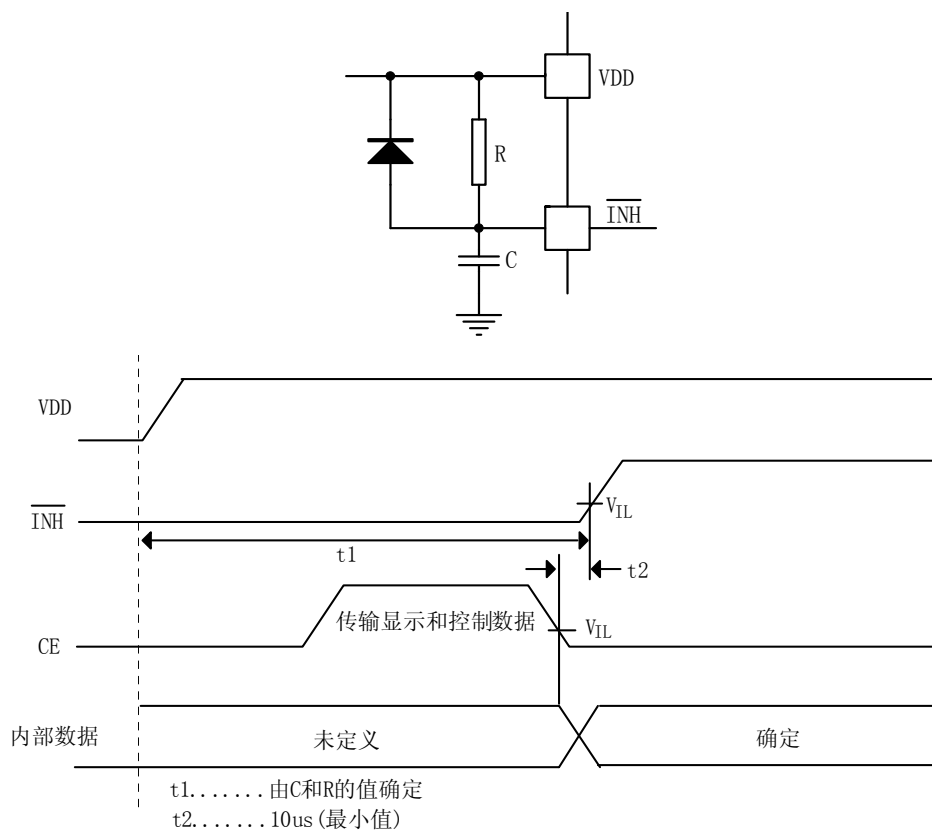 VDD
R
INH
C
VDD
INH
VIL
t1
t2
传输显示和控制数据
CE
VIL
内部数据
未定义
确定
t1.......由C和R的值确定
t2.......10us(最小值)